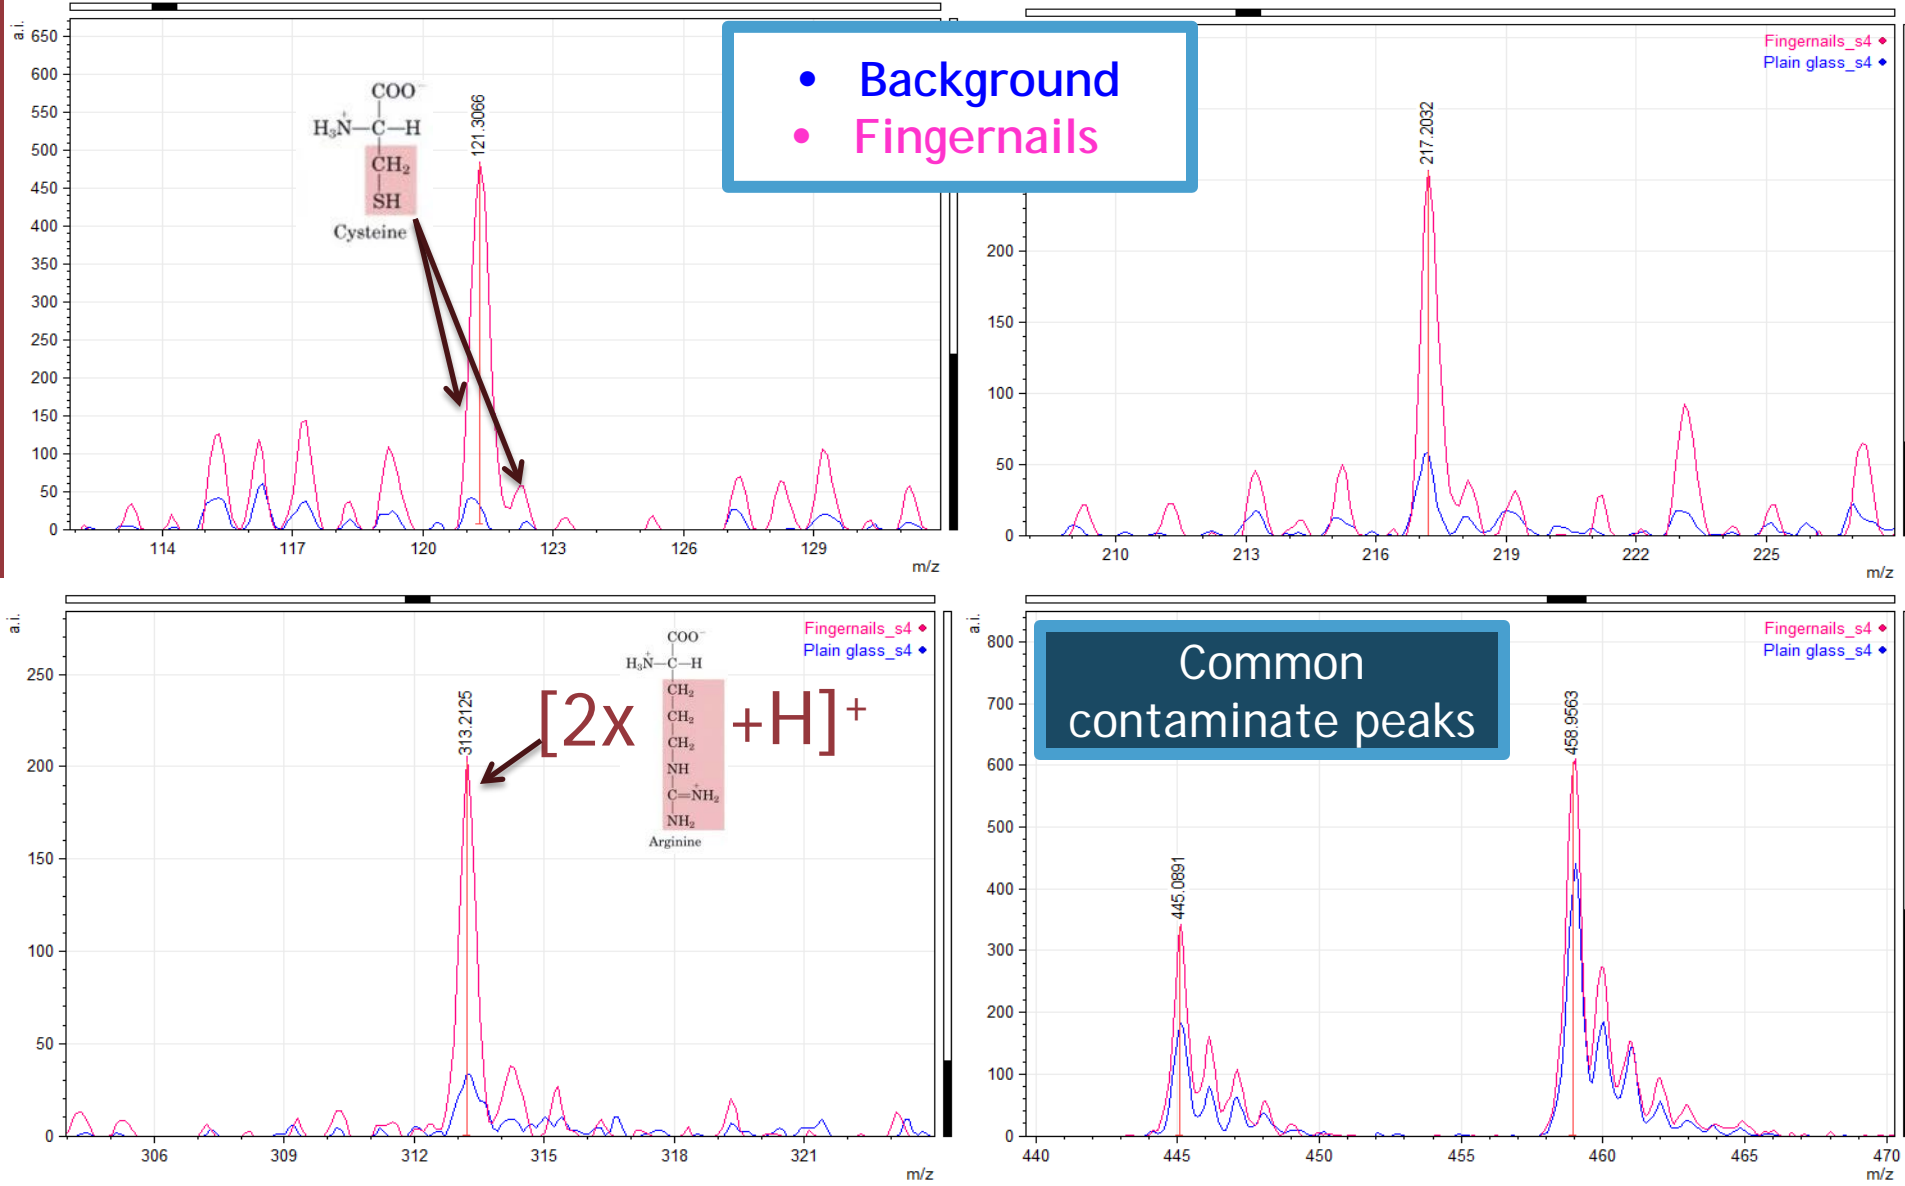 a.i.
650
600
550
500
450
400
350
300
250
200
150
100
50
0
114
117
120
123
126
129
m/z
COO⁻
H₃N⁺—C—H
CH₂
SH
Cysteine
121.3066
• Background
• Fingernails
Fingernails_s4
Plain glass_s4
217.2032
200
150
100
50
0
210
213
216
219
222
225
m/z
a.i.
Fingernails_s4
Plain glass_s4
250
200
150
100
50
0
306
309
312
315
318
321
m/z
313.2125
[2x
+H]⁺
COO⁻
H₃N⁺—C—H
CH₂
CH₂
CH₂
NH
C=N⁺H₂
NH₂
Arginine
a.i.
Fingernails_s4
Plain glass_s4
Common
contaminate peaks
800
700
600
500
400
300
200
100
0
440
445
450
455
460
465
470
m/z
445.0891
458.9563